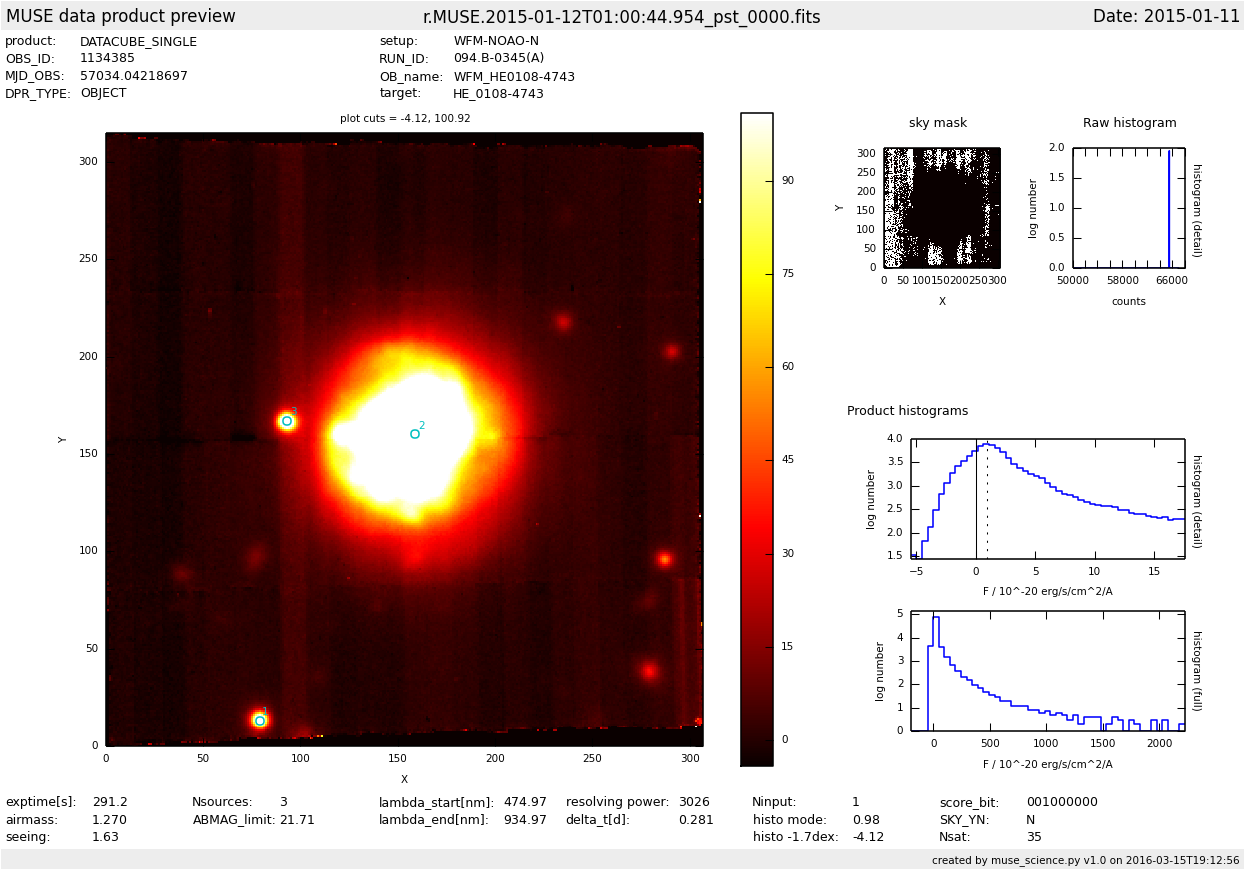 MUSE data product preview r.MUSE.2015-01-12T01:00:44.954_pst_0000.fits Date: 2015-01-11
product: DATACUBE_SINGLE setup: WFM-NOAO-N
OBS_ID: 1134385 RUN_ID: 094.B-0345(A)
MJD_OBS: 57034.04218697 OB_name: WFM_HE0108-4743
DPR_TYPE: OBJECT target: HE_0108-4743
plot cuts = -4.12, 100.92
300
250
200
150
100
50
0
Y
0 50 100 150 200 250 300
X
1
2
3
90
75
60
45
30
15
0
sky mask
300
250
200
150
100
50
0
Y
0 50 100 150 200 250 300
X
Raw histogram
2.0
1.5
1.0
0.5
0.0
log number
histogram (detail)
50000 58000 66000
counts
Product histograms
4.0
3.5
3.0
2.5
2.0
1.5
log number
histogram (detail)
−5 0 5 10 15
F / 10^-20 erg/s/cm^2/A
5
4
3
2
1
0
log number
histogram (full)
0 500 1000 1500 2000
F / 10^-20 erg/s/cm^2/A
exptime[s]: 291.2 Nsources: 3 lambda_start[nm]: 474.97 resolving power: 3026 Ninput: 1 score_bit: 001000000
airmass: 1.270 ABMAG_limit: 21.71 lambda_end[nm]: 934.97 delta_t[d]: 0.281 histo mode: 0.98 SKY_YN: N
seeing: 1.63 histo -1.7dex: -4.12 Nsat: 35
created by muse_science.py v1.0 on 2016-03-15T19:12:56